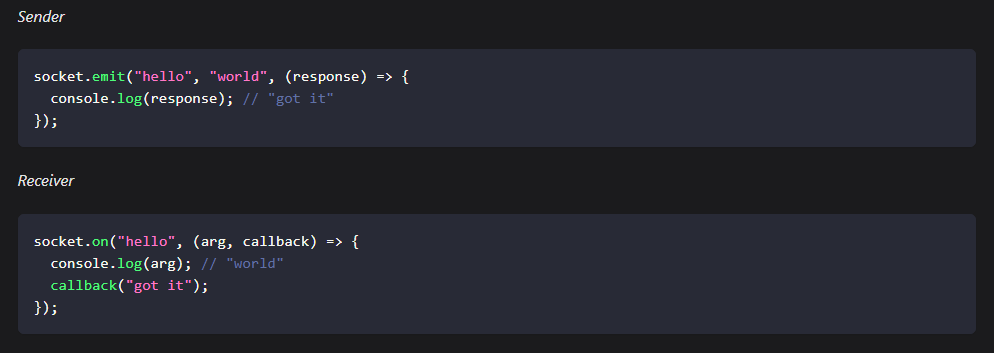 Sender
socket.emit("hello", "world", (response) => {
  console.log(response); // "got it"
});
Receiver
socket.on("hello", (arg, callback) => {
  console.log(arg); // "world"
  callback("got it");
});